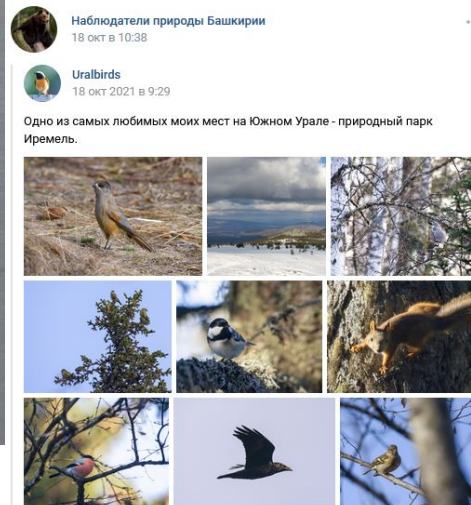 Наблюдатели природы Башкирии
18 окт в 10:38
Uralbirds
18 окт 2021 в 9:29
Одно из самых любимых моих мест на Южном Урале - природный парк
Иремель.